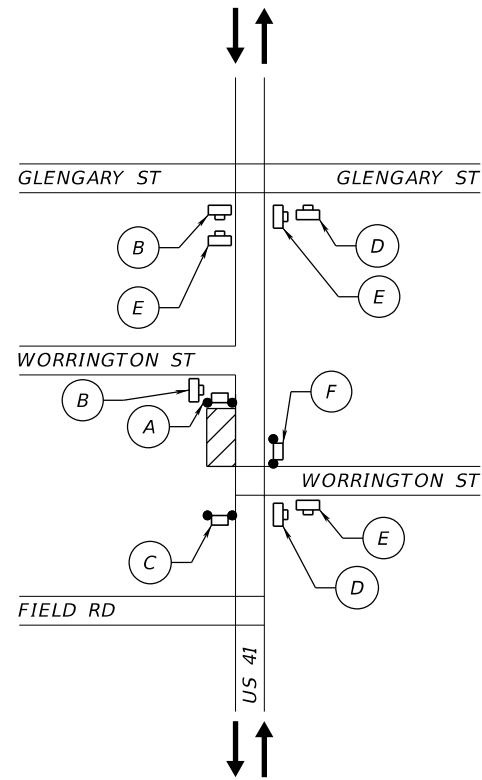 GLENGARY ST GLENGARY ST
B D
E E
WORRINGTON ST
B F
A
WORRINGTON ST
E
C
D
FIELD RD
US 41